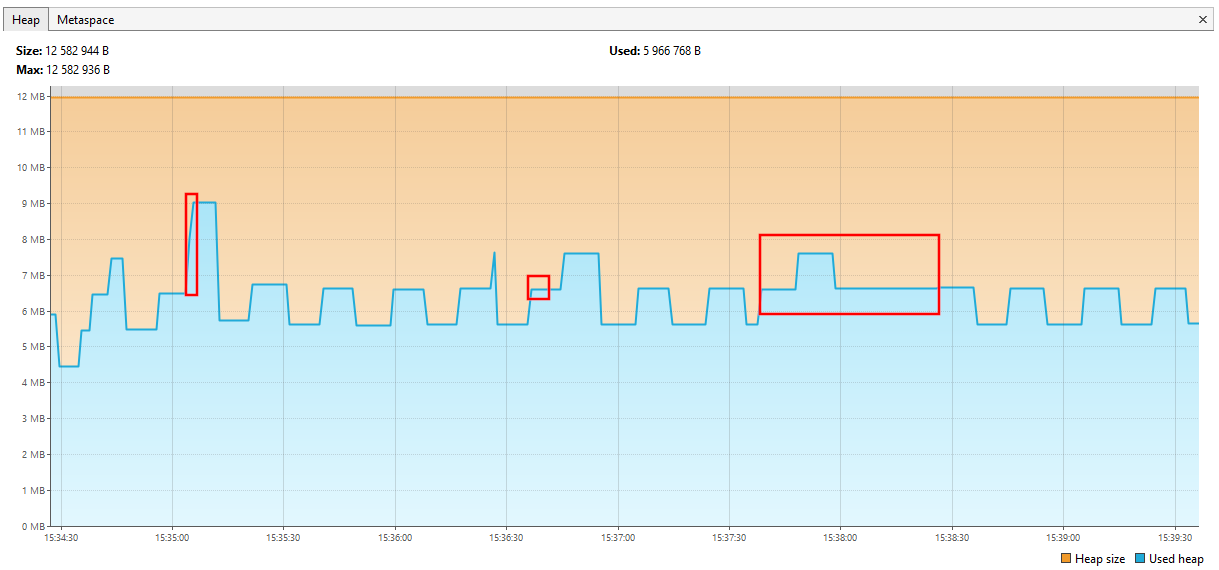 Heap Metaspace ×
Size: 12 582 944 B Used: 5 966 768 B
Max: 12 582 936 B
12 MB
11 MB
10 MB
9 MB
8 MB
7 MB
6 MB
5 MB
4 MB
3 MB
2 MB
1 MB
0 MB
15:34:30 15:35:00 15:35:30 15:36:00 15:36:30 15:37:00 15:37:30 15:38:00 15:38:30 15:39:00 15:39:30
Heap size Used heap